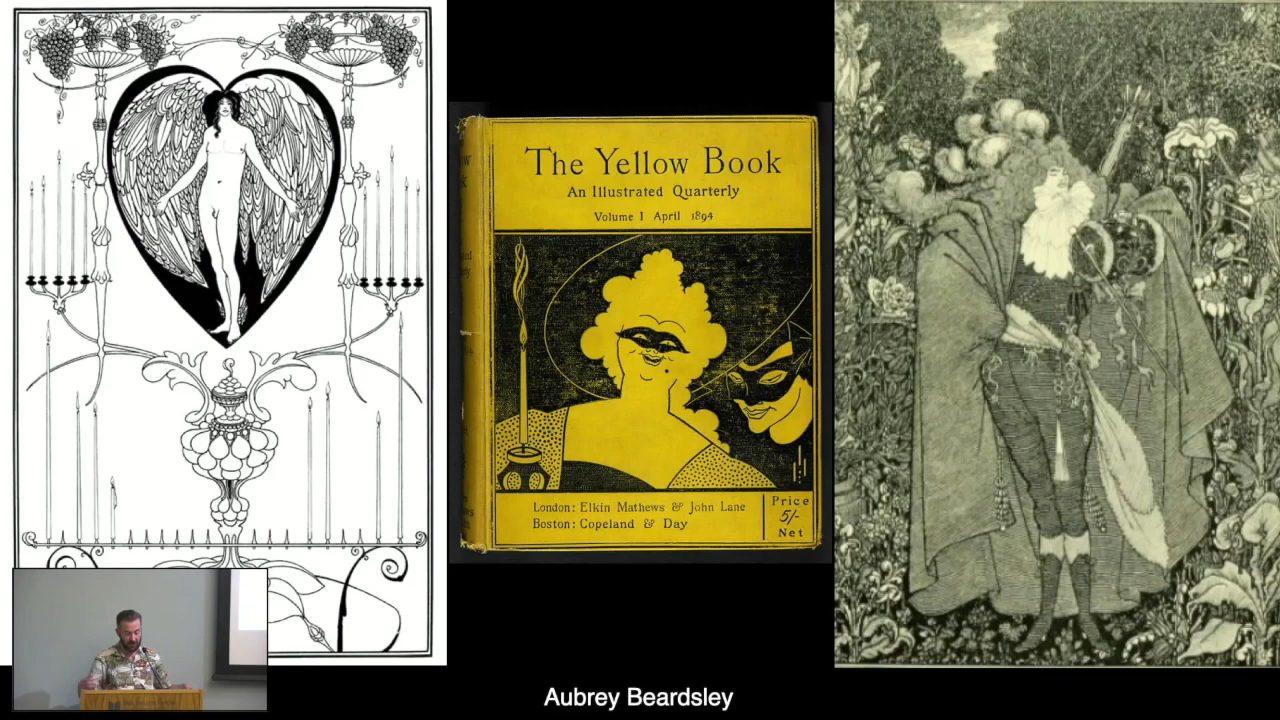 The Yellow Book
An Illustrated Quarterly
Volume I April 1894
London: Elkin Mathews & John Lane
Boston: Copeland & Day
Price
5/-
Net
Aubrey Beardsley